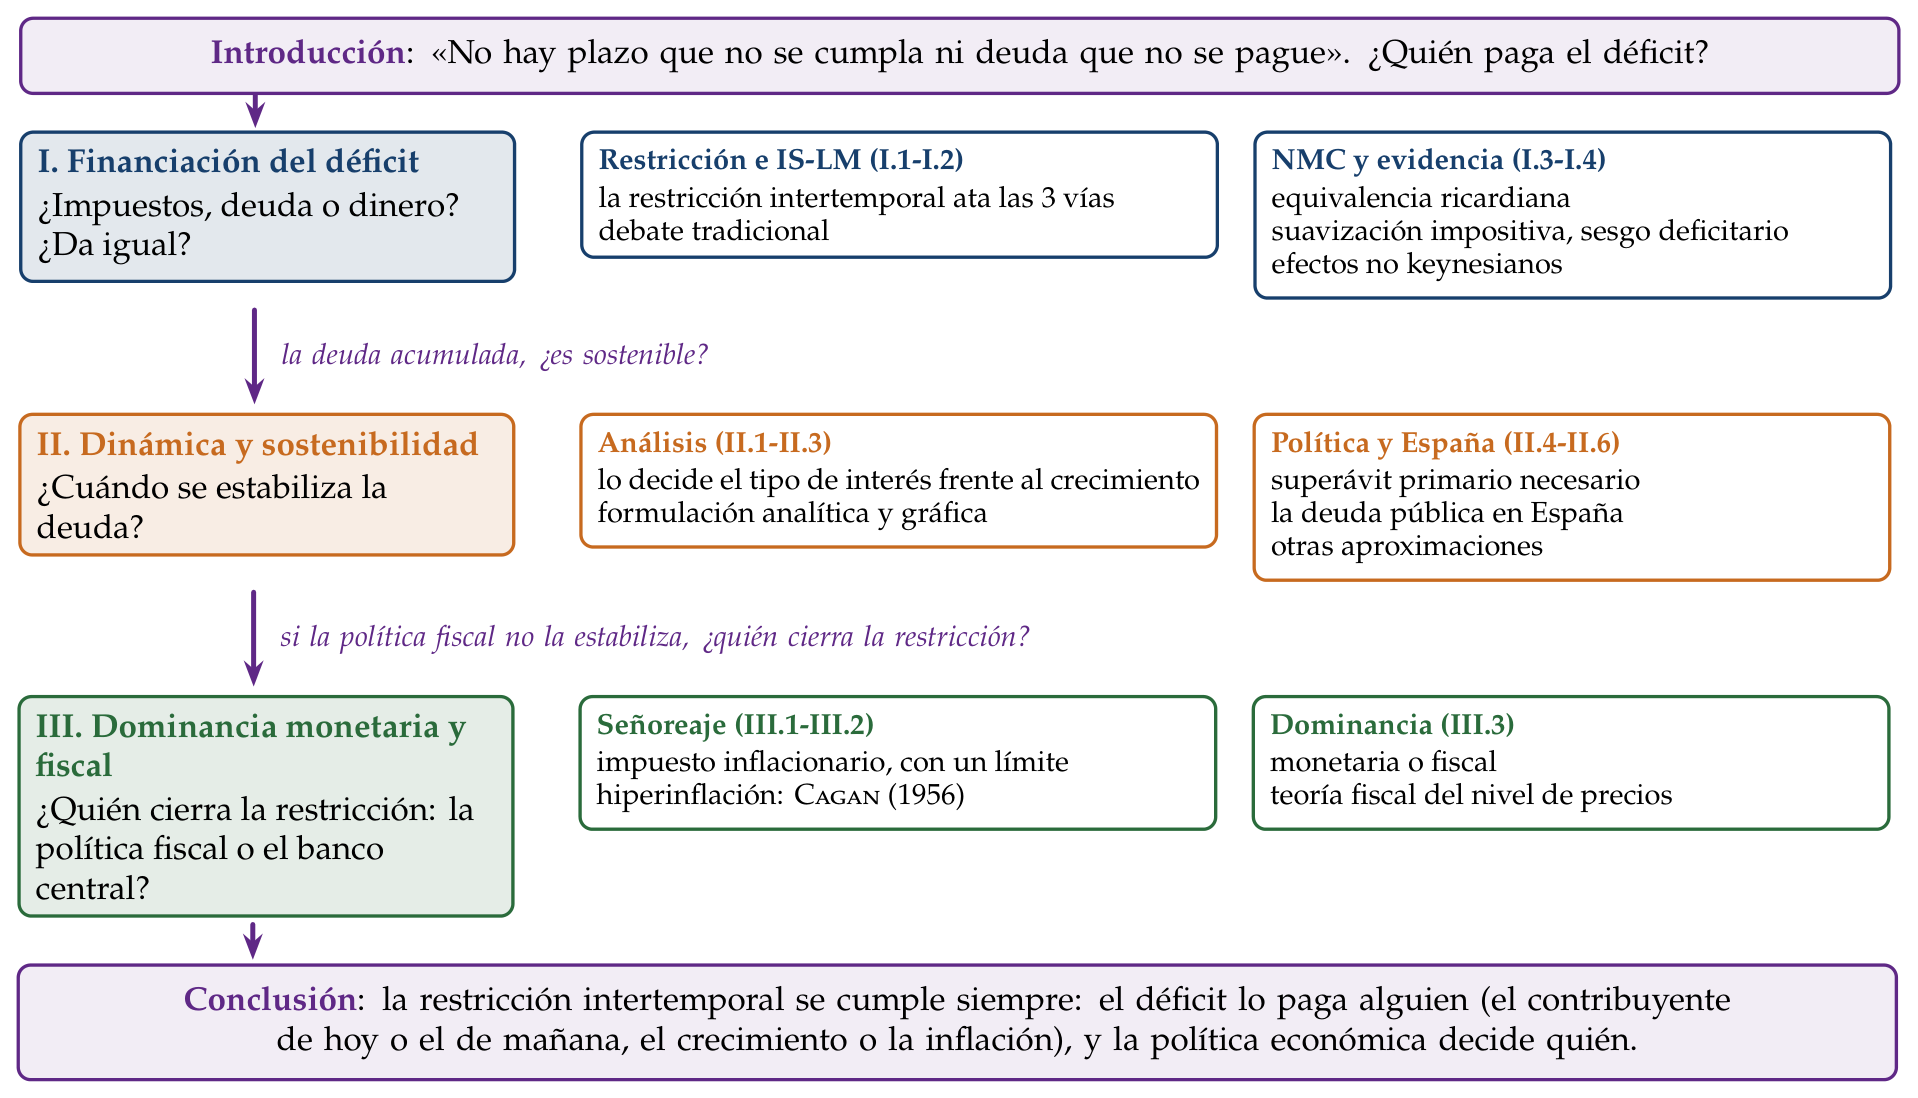 Introducción: «No hay plazo que no se cumpla ni deuda que no se pague». ¿Quién paga el déficit?
I. Financiación del déficit
¿Impuestos, deuda o dinero?
¿Da igual?
Restricción e IS-LM (I.1-I.2)
la restricción intertemporal ata las 3 vías
debate tradicional
NMC y evidencia (I.3-I.4)
equivalencia ricardiana
suavización impositiva, sesgo deficitario
efectos no keynesianos
la deuda acumulada, ¿es sostenible?
II. Dinámica y sostenibilidad
¿Cuándo se estabiliza la
deuda?
Análisis (II.1-II.3)
lo decide el tipo de interés frente al crecimiento
formulación analítica y gráfica
Política y España (II.4-II.6)
superávit primario necesario
la deuda pública en España
otras aproximaciones
si la política fiscal no la estabiliza, ¿quién cierra la restricción?
III. Dominancia monetaria y
fiscal
¿Quién cierra la restricción: la
política fiscal o el banco
central?
Señoreaje (III.1-III.2)
impuesto inflacionario, con un límite
hiperinflación: Cagan (1956)
Dominancia (III.3)
monetaria o fiscal
teoría fiscal del nivel de precios
Conclusión: la restricción intertemporal se cumple siempre: el déficit lo paga alguien (el contribuyente
de hoy o el de mañana, el crecimiento o la inflación), y la política económica decide quién.